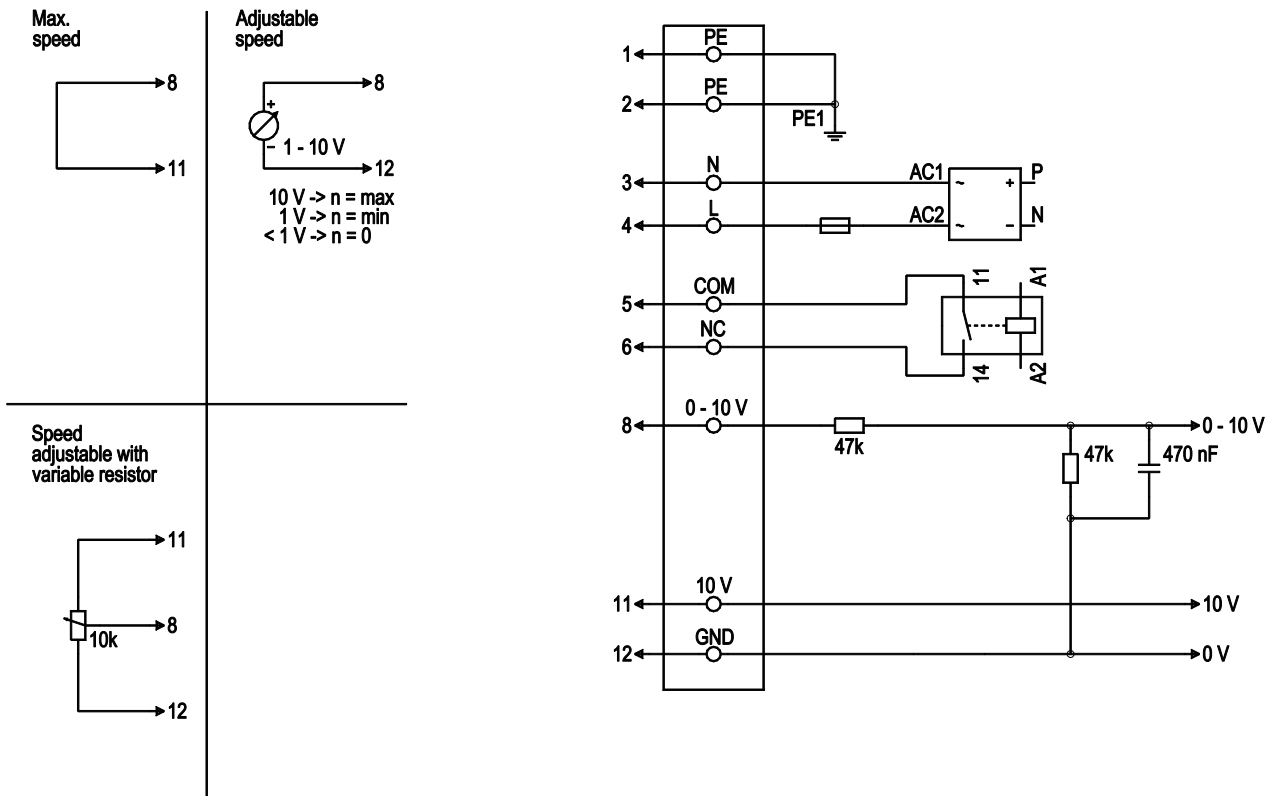 Max.
speed
8
11
Adjustable
speed
8
+
- 1 - 10 V
12
10 V -> n = max
1 V -> n = min
< 1 V -> n = 0
Speed
adjustable with
variable resistor
11
8
10k
12
PE
1
PE
2
PE1
N
3
AC1
~ + P
L
4
AC2
~ - N
COM
5
11
A1
NC
6
14
A2
0 - 10 V
8
47k
0 - 10 V
47k
470 nF
10 V
11
10 V
GND
12
0 V